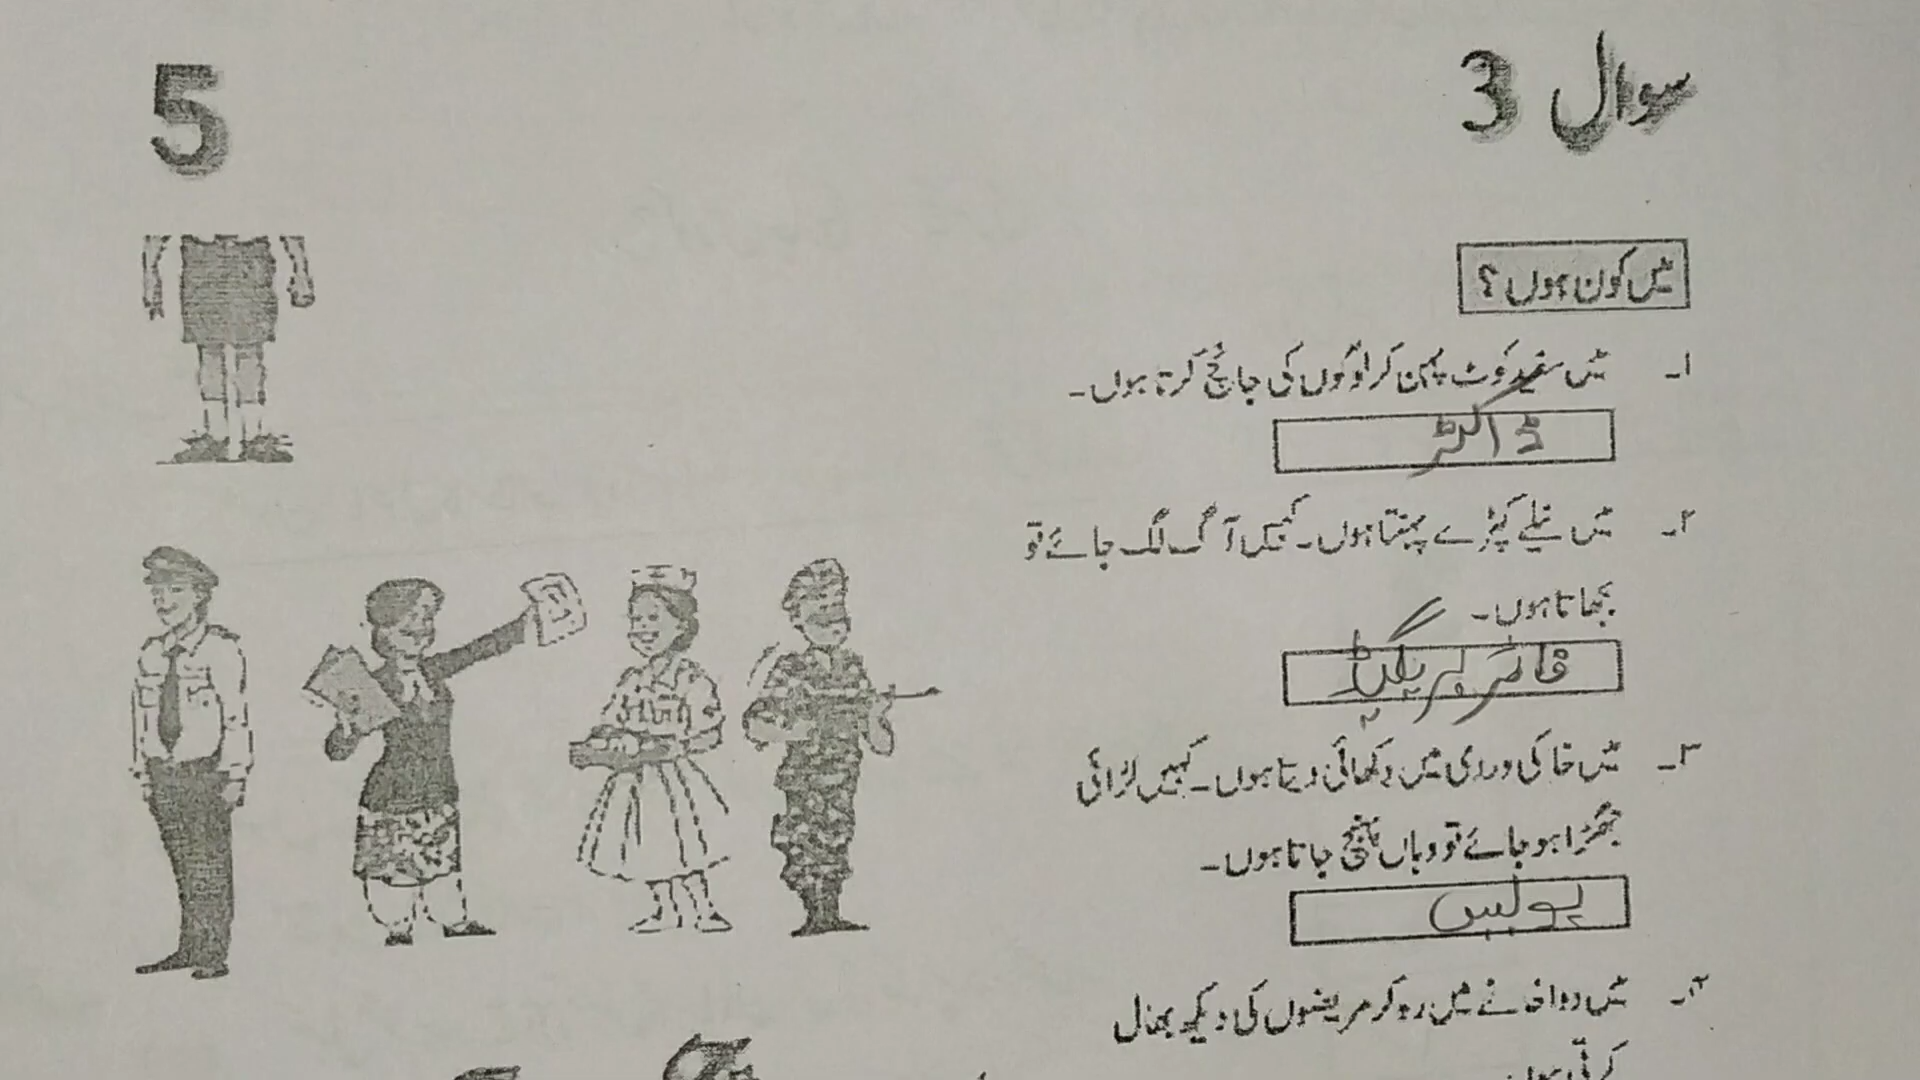 سوال 3
5
میں کون ہوں؟
۱۔ میں سفید کوٹ پہن کر لوگوں کی جانچ کرتا ہوں۔
ڈاکٹر
۲۔ میں نیلے کپڑے پہنتا ہوں۔ کہیں آگ لگ جائے تو
بجھاتا ہوں۔
فائر بریگیڈ
۳۔ میں خاکی وردی میں دکھائی دیتا ہوں۔ کہیں لڑائی
جھگڑا ہو جائے تو وہاں پہنچ جاتا ہوں۔
پولیس
۴۔ میں دواخانے میں رہ کر مریضوں کی دیکھ بھال
کرتی ہوں